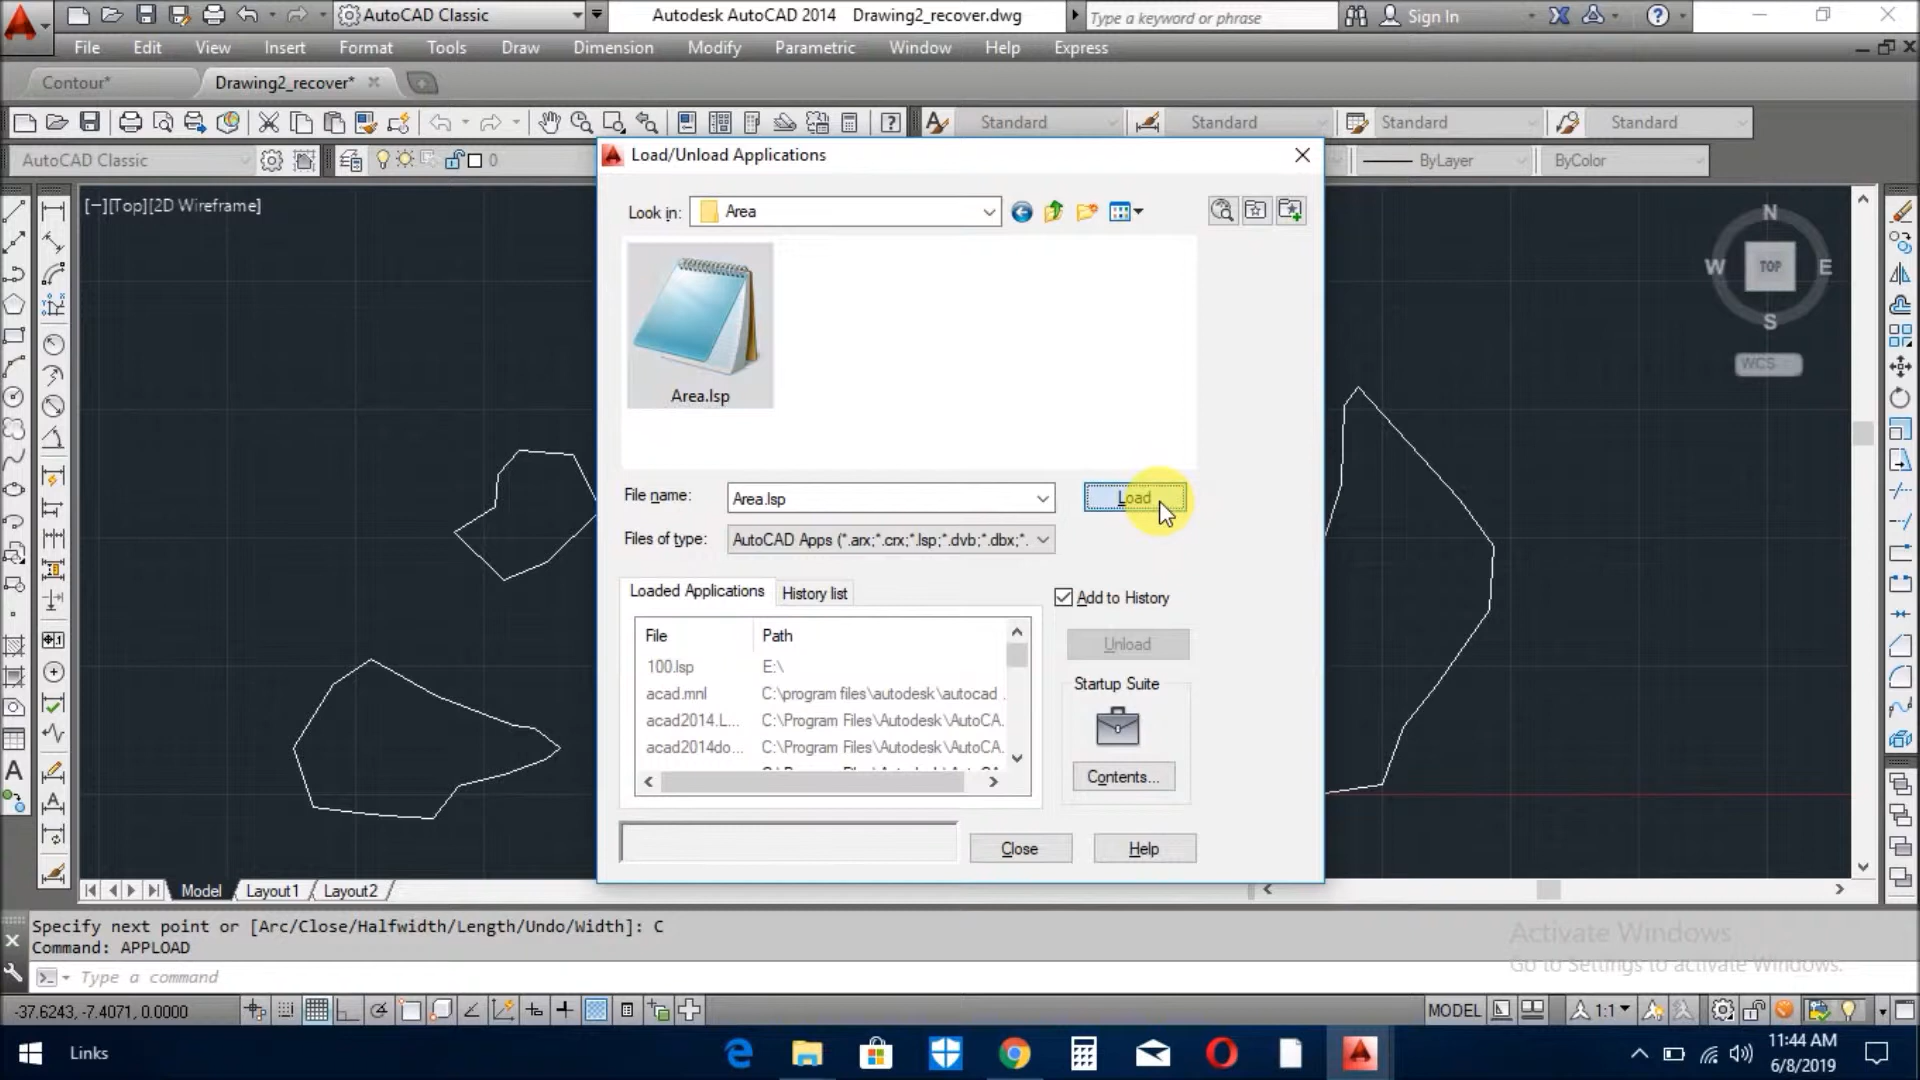 AutoCAD Classic
Autodesk AutoCAD 2014 Drawing2_recover.dwg
Type a keyword or phrase
Sign In
File Edit View Insert Format Tools Draw Dimension Modify Parametric Window Help Express
Contour*
Drawing2_recover*
Standard
Standard
Standard
Standard
AutoCAD Classic
0
ByLayer
ByColor
[−][Top][2D Wireframe]
N
W
TOP
E
S
WCS
Load/Unload Applications
Look in:
Area
Area.lsp
File name:
Area.lsp
Load
Files of type:
AutoCAD Apps (*.arx;*.crx;*.lsp;*.dvb;*.dbx;*.
Loaded Applications
History list
Add to History
File
Path
100.lsp E:\
acad.mnl C:\program files\autodesk\autocad
acad2014.L... C:\Program Files\Autodesk\AutoCA.
acad2014do... C:\Program Files\Autodesk\AutoCA.
Unload
Startup Suite
Contents...
Close
Help
Model
Layout1
Layout2
Specify next point or [Arc/Close/Halfwidth/Length/Undo/Width]: C
Command: APPLOAD
Type a command
Activate Windows
Go to Settings to activate Windows.
-37.6243, -7.4071, 0.0000
MODEL
1:1
Links
11:44 AM
6/8/2019